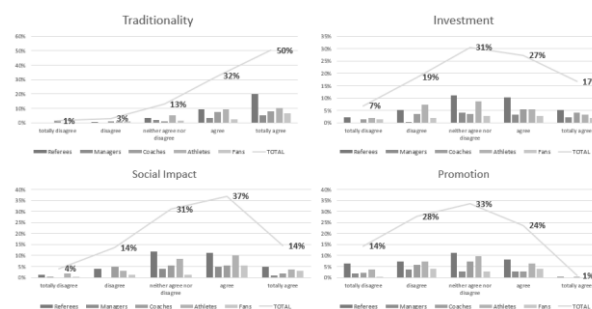 Traditionality
60%
50%
40%
30%
20%
10%
0%
1%
3%
13%
32%
50%
totally disagree
disagree
neither agree nor disagree
agree
totally agree
Referees Managers Coaches Athletes Fans TOTAL
Investment
35%
30%
25%
20%
15%
10%
5%
0%
7%
19%
31%
27%
17
totally disagree
disagree
neither agree nor disagree
agree
totally agree
Referees Managers Coaches Athletes Fans TOTAL
Social Impact
40%
35%
30%
25%
20%
15%
10%
5%
0%
4%
14%
31%
37%
14%
totally disagree
disagree
neither agree nor disagree
agree
totally agree
Referees Managers Coaches Athletes Fans TOTAL
Promotion
40%
35%
30%
25%
20%
15%
10%
5%
0%
14%
28%
33%
24%
1%
totally disagree
disagree
neither agree nor disagree
agree
totally agree
Referees Managers Coaches Athletes Fans TOTAL